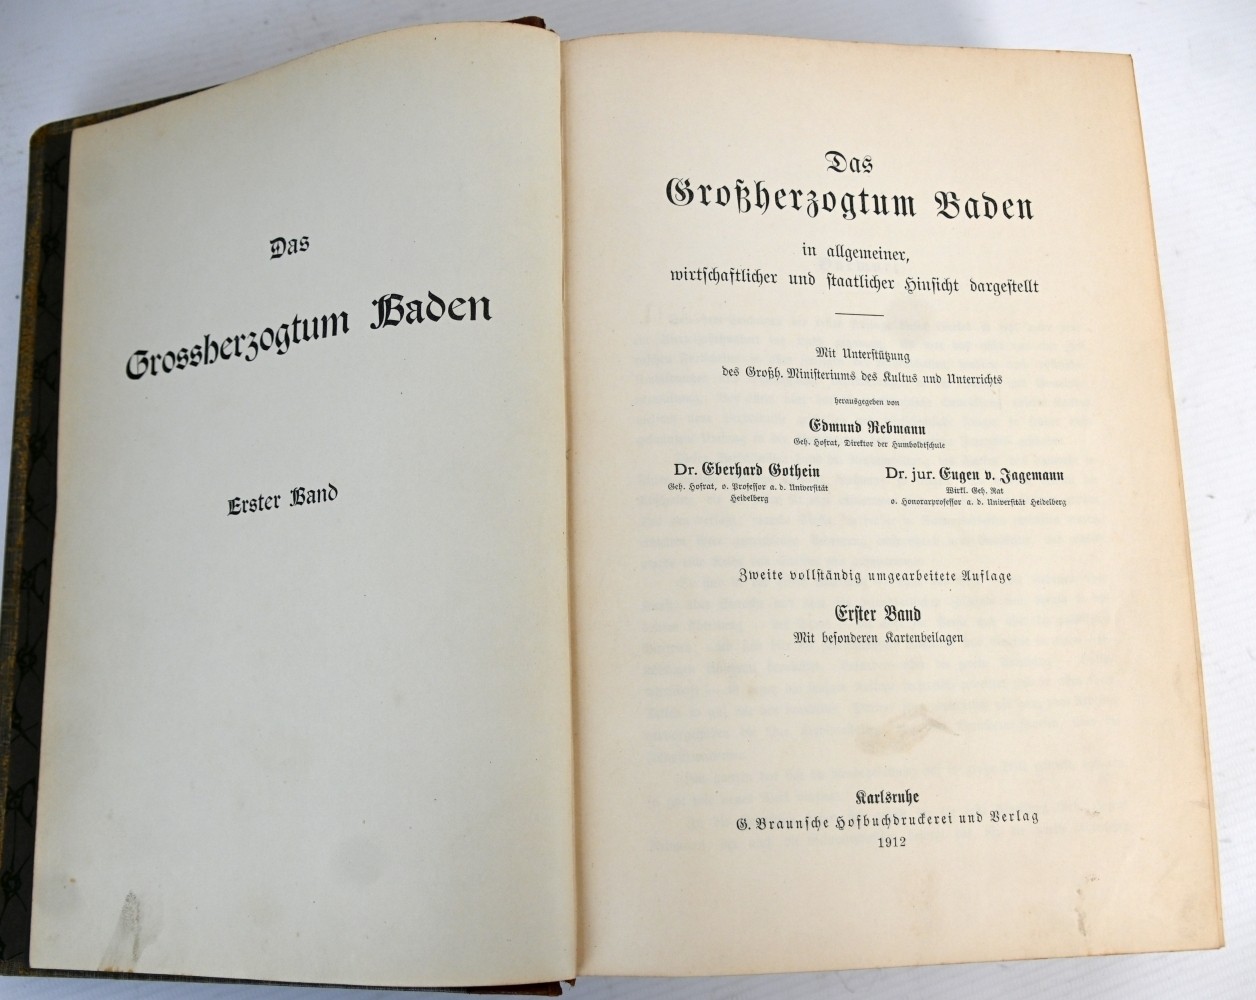 Das
Grossherzogtum Baden
Erster Band
Das
Großherzogtum Baden
in allgemeiner,
wirtschaftlicher und staatlicher Hinsicht dargestellt
Mit Unterstützung
des Großh. Ministeriums des Kultus und Unterrichts
herausgegeben von
Edmund Rebmann
Geh. Hofrat, Direktor der Humboldtschule
Dr. Eberhard Gothein
Geh. Hofrat, o. Professor a. d. Universität
Heidelberg
Dr. jur. Eugen v. Jagemann
Wirkl. Geh. Rat
o. Honorarprofessor a. d. Universität Heidelberg
Zweite vollständig umgearbeitete Auflage
Erster Band
Mit besonderen Kartenbeilagen
Karlsruhe
G. Braunsche Hofbuchdruckerei und Verlag
1912